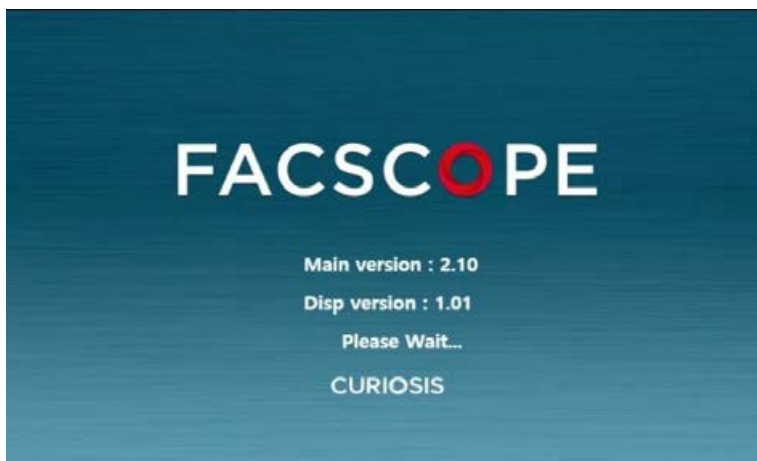 FACSCOPE
Main version : 2.10
Disp version : 1.01
Please Wait...
CURIOSIS